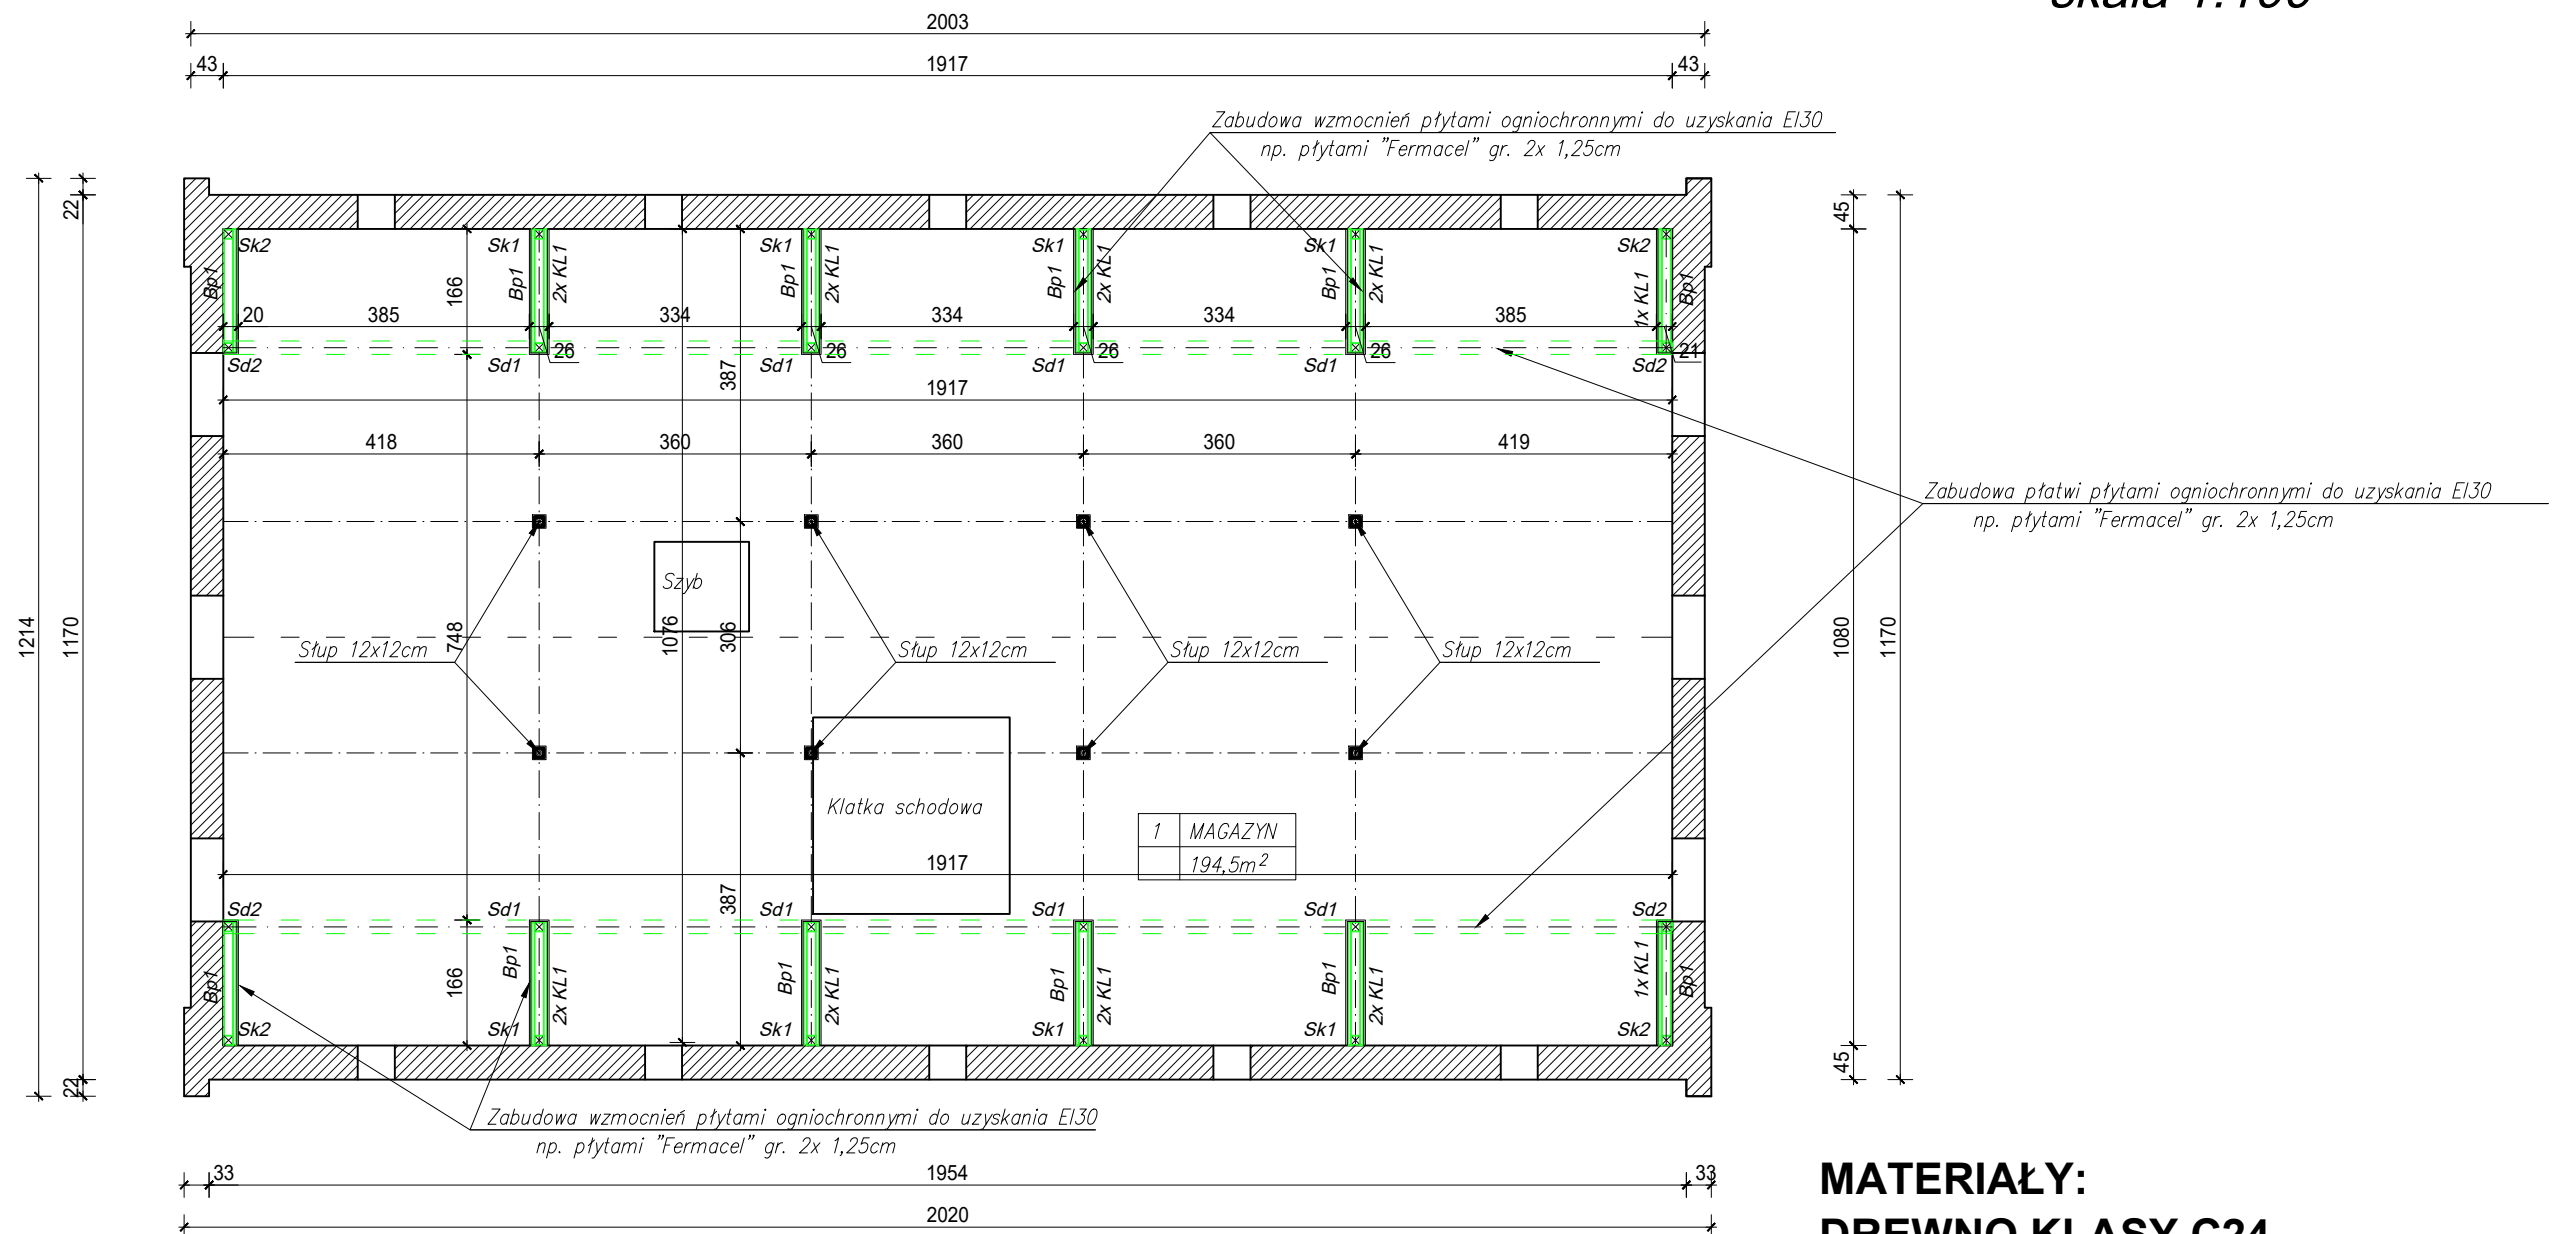 skala 1:100
2003
43 1917 43
Zabudowa wzmocnień płytami ogniochronnymi do uzyskania EI30
np. płytami "Fermacel" gr. 2x 1,25cm
22
45
Sk2 Sk1 Sk1 Sk1 Sk1 Sk2
Bp1 166 Bp1 2x KL1 Bp1 2x KL1 Bp1 2x KL1 Bp1 2x KL1 1x KL1 Bp1
20 385 334 334 334 385
26 26 26 26 21
Sd2 Sd1 Sd1 Sd1 Sd1 Sd2
387
1917
418 360 360 360 419
Zabudowa płatwi płytami ogniochronnymi do uzyskania EI30
np. płytami "Fermacel" gr. 2x 1,25cm
Szyb
1214 1170 748 1076 306 1080 1170
Słup 12x12cm Słup 12x12cm Słup 12x12cm Słup 12x12cm
Klatka schodowa
1 MAGAZYN
194,5m²
1917
387
Sd2 Sd1 Sd1 Sd1 Sd1 Sd2
Bp1 166 Bp1 2x KL1 Bp1 2x KL1 Bp1 2x KL1 Bp1 2x KL1 1x KL1 Bp1
Sk2 Sk1 Sk1 Sk1 Sk1 Sk2
22
45
Zabudowa wzmocnień płytami ogniochronnymi do uzyskania EI30
np. płytami "Fermacel" gr. 2x 1,25cm
33 1954 33
2020
MATERIAŁY:
DREWNO KLASY C24